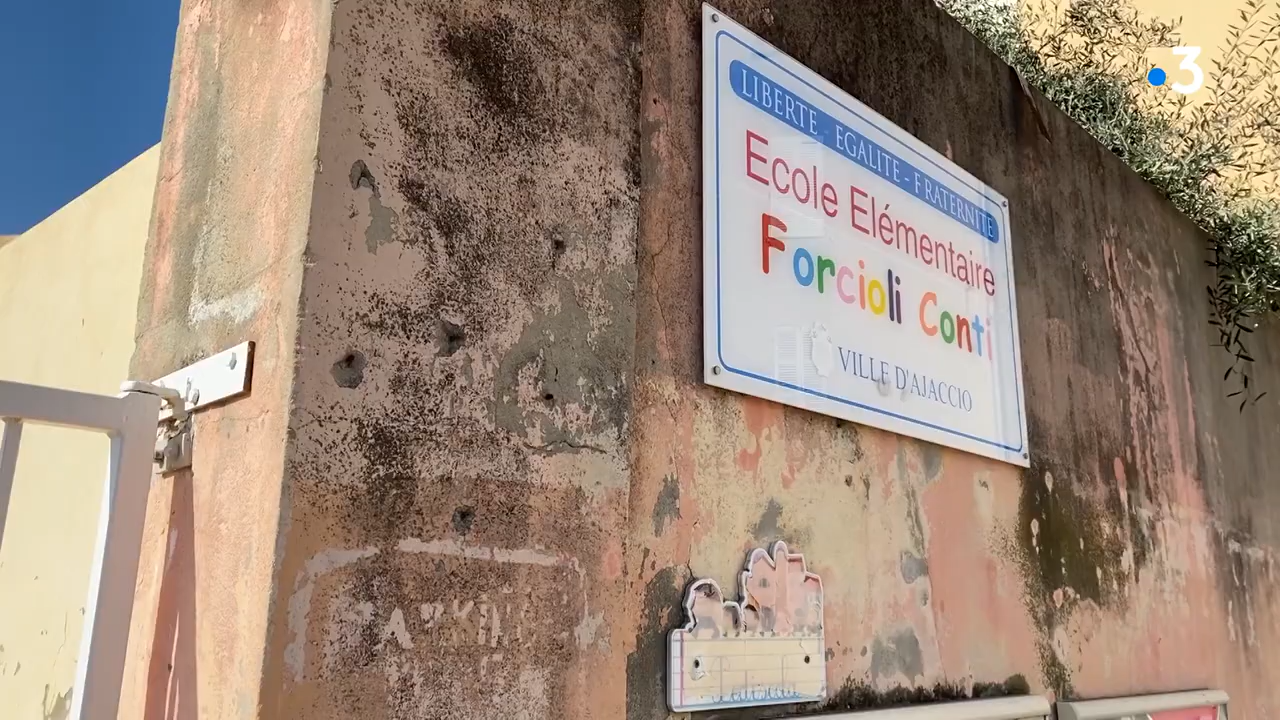 3
LIBERTE - EGALITE - FRATERNITE
Ecole Elémentaire
Forcioli Conti
VILLE D'AJACCIO